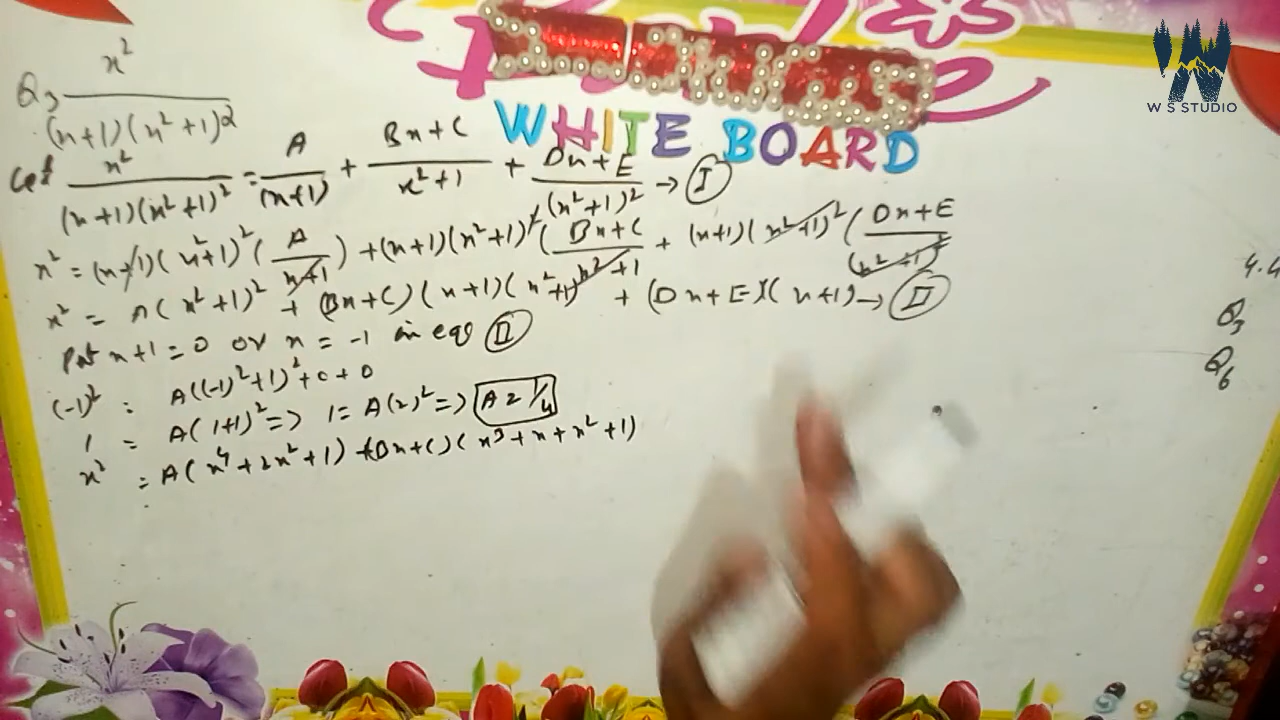 W S STUDIO
WHITE BOARD
Q3 x²/(x+1)(x²+1)²
Let x²/(x+1)(x²+1)² = A/(x+1) + Bx+C/x²+1 + Dx+E/(x²+1)² → Ⓘ
x² = (x+1)(x²+1)² (A/x+1) + (x+1)(x²+1)² (Bx+C/x²+1 + (x+1)(x²+1)² (Dx+E/(x²+1)²
x² = A(x²+1)² + (Bx+C)(x+1)(x²+1) + (Dx+E)(x+1) → Ⅱ
Put x+1=0 or x=-1 in eq Ⅱ
(-1)² = A((-1)²+1)²+0+0
1 = A(1+1)² => 1=A(2)² => A=1/4
x² = A(x⁴+2x²+1)+(Bx+C)(x³+x+x²+1)
4.4
Q3
Q6